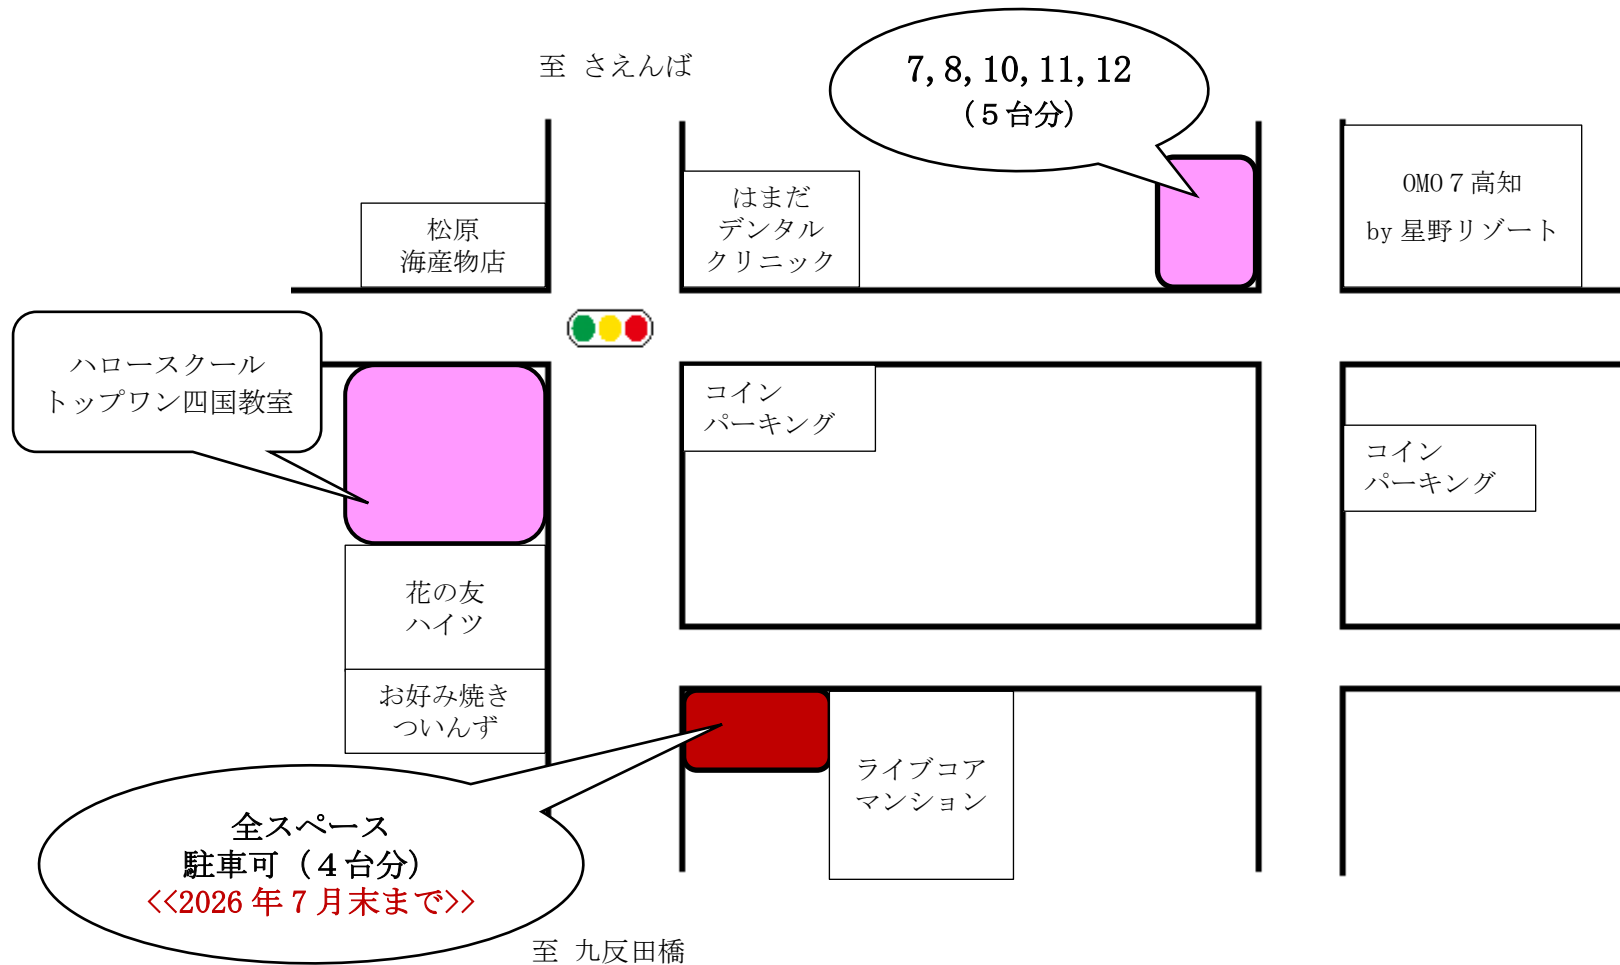 至 さえんば
7, 8, 10, 11, 12
（５台分）
はまだ
デンタル
クリニック
OMO７高知
by 星野リゾート
松原
海産物店
ハロースクール
トップワン四国教室
コイン
パーキング
コイン
パーキング
花の友
ハイツ
お好み焼き
ついんず
ライブコア
マンション
全スペース
駐車可（４台分）
<<2026 年７月末まで>>
至 九反田橋